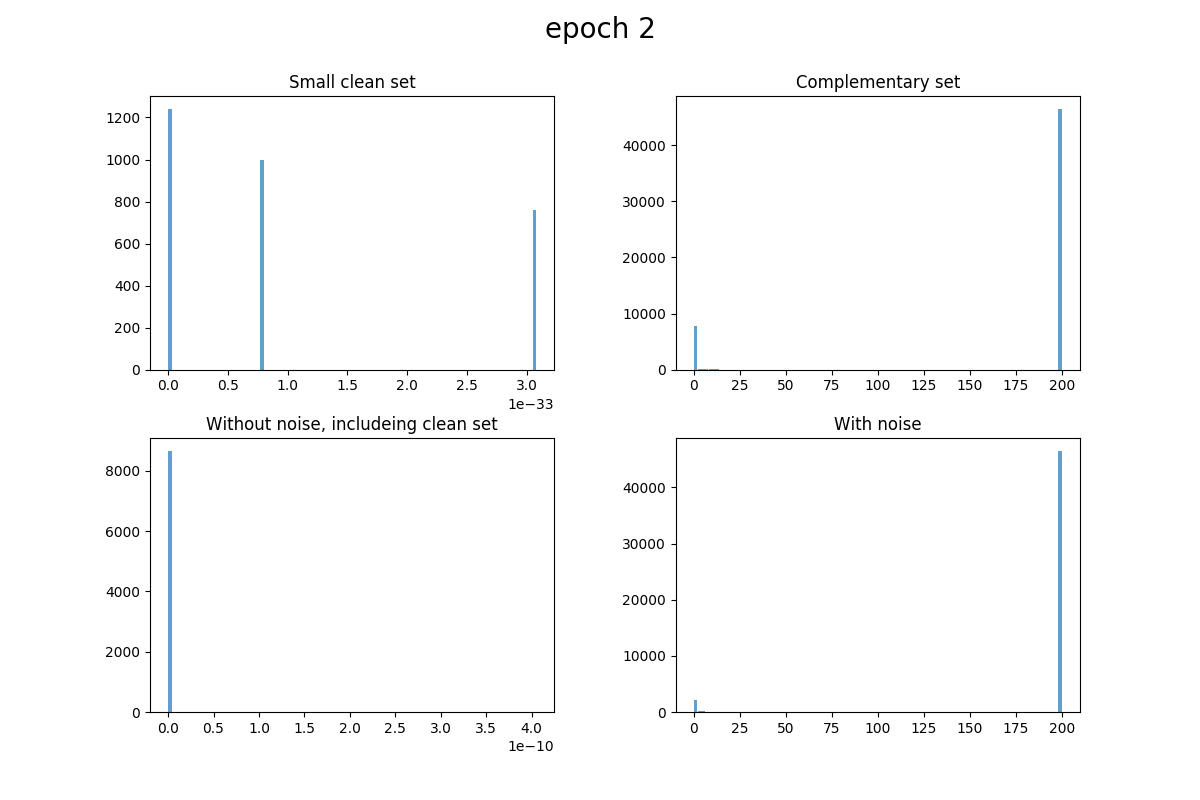 epoch 2
Small clean set
1200
1000
800
600
400
200
0
0.0 0.5 1.0 1.5 2.0 2.5 3.0
1e−33
Complementary set
40000
30000
20000
10000
0
0 25 50 75 100 125 150 175 200
Without noise, includeing clean set
8000
6000
4000
2000
0
0.0 0.5 1.0 1.5 2.0 2.5 3.0 3.5 4.0
1e−10
With noise
40000
30000
20000
10000
0
0 25 50 75 100 125 150 175 200